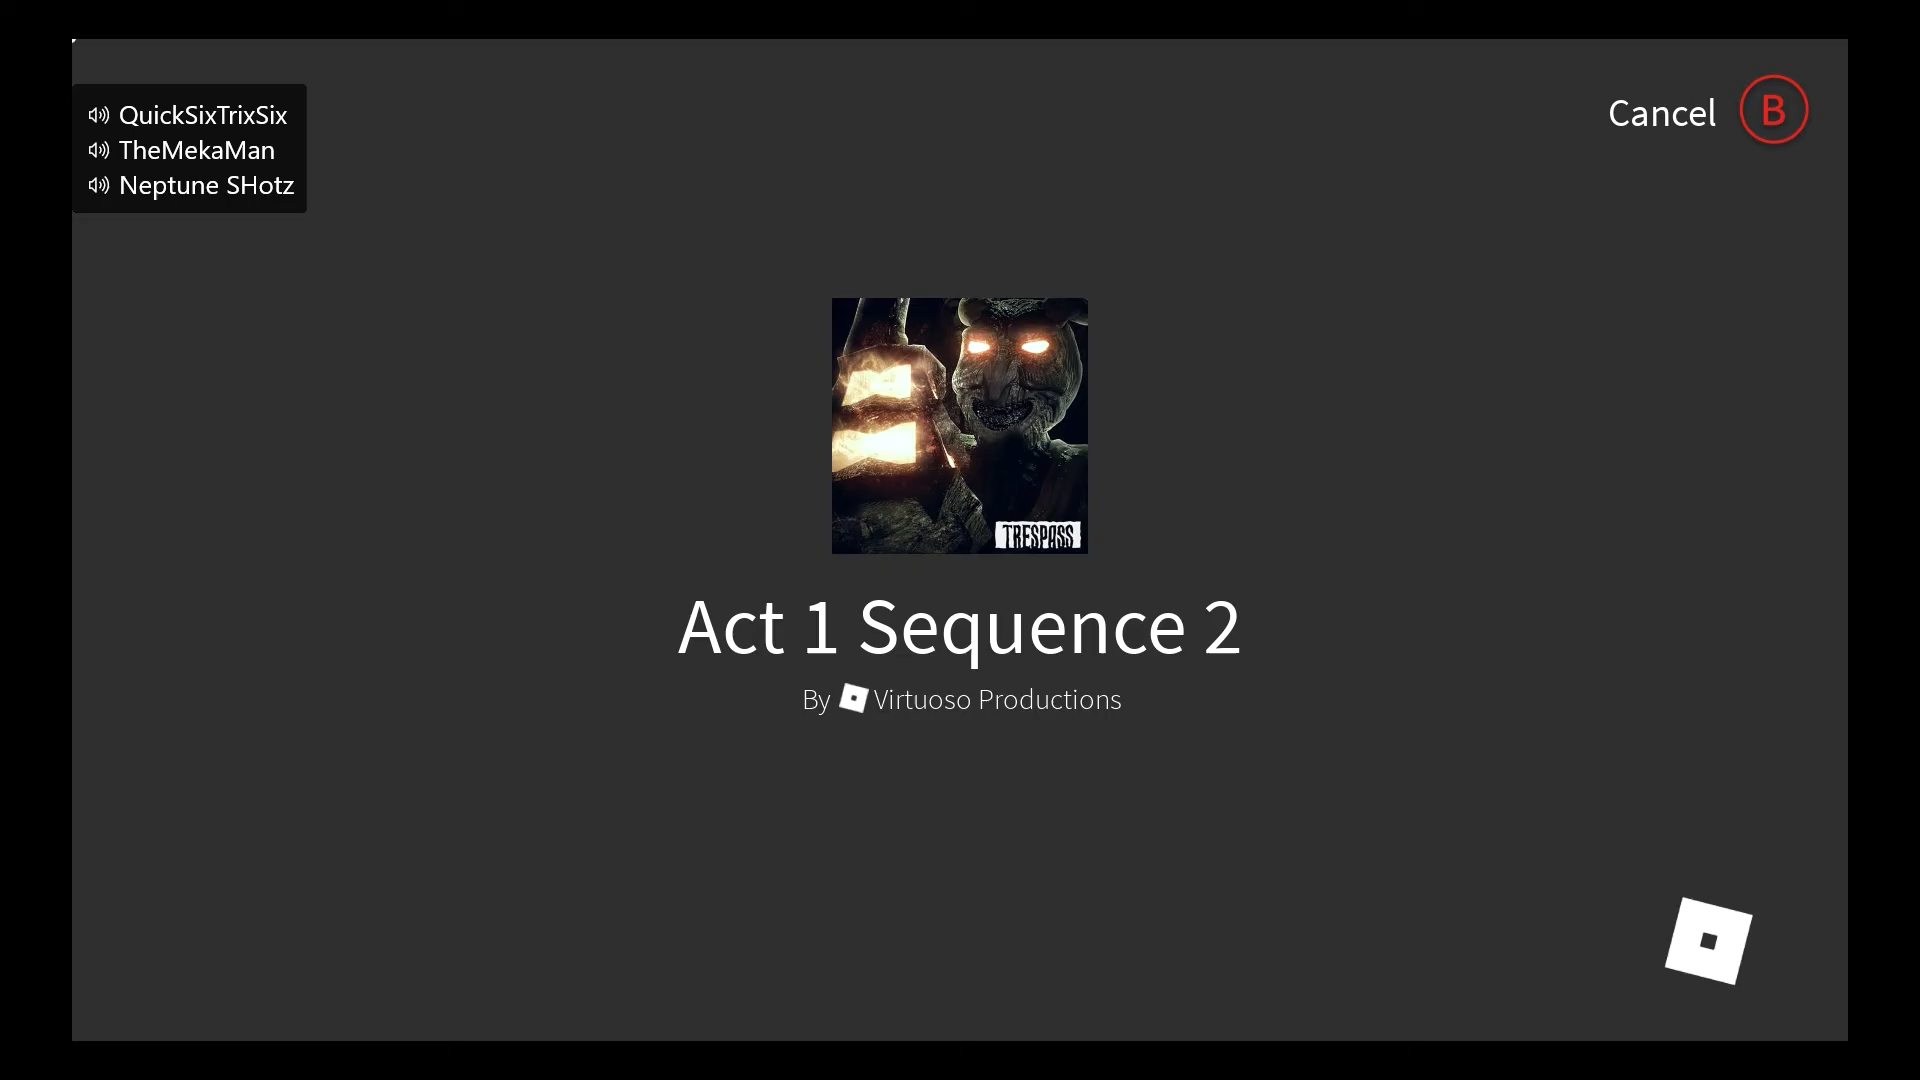 QuickSixTrixSix
TheMekaMan
Neptune SHotz
Cancel B
TRESPASS
Act 1 Sequence 2
By Virtuoso Productions